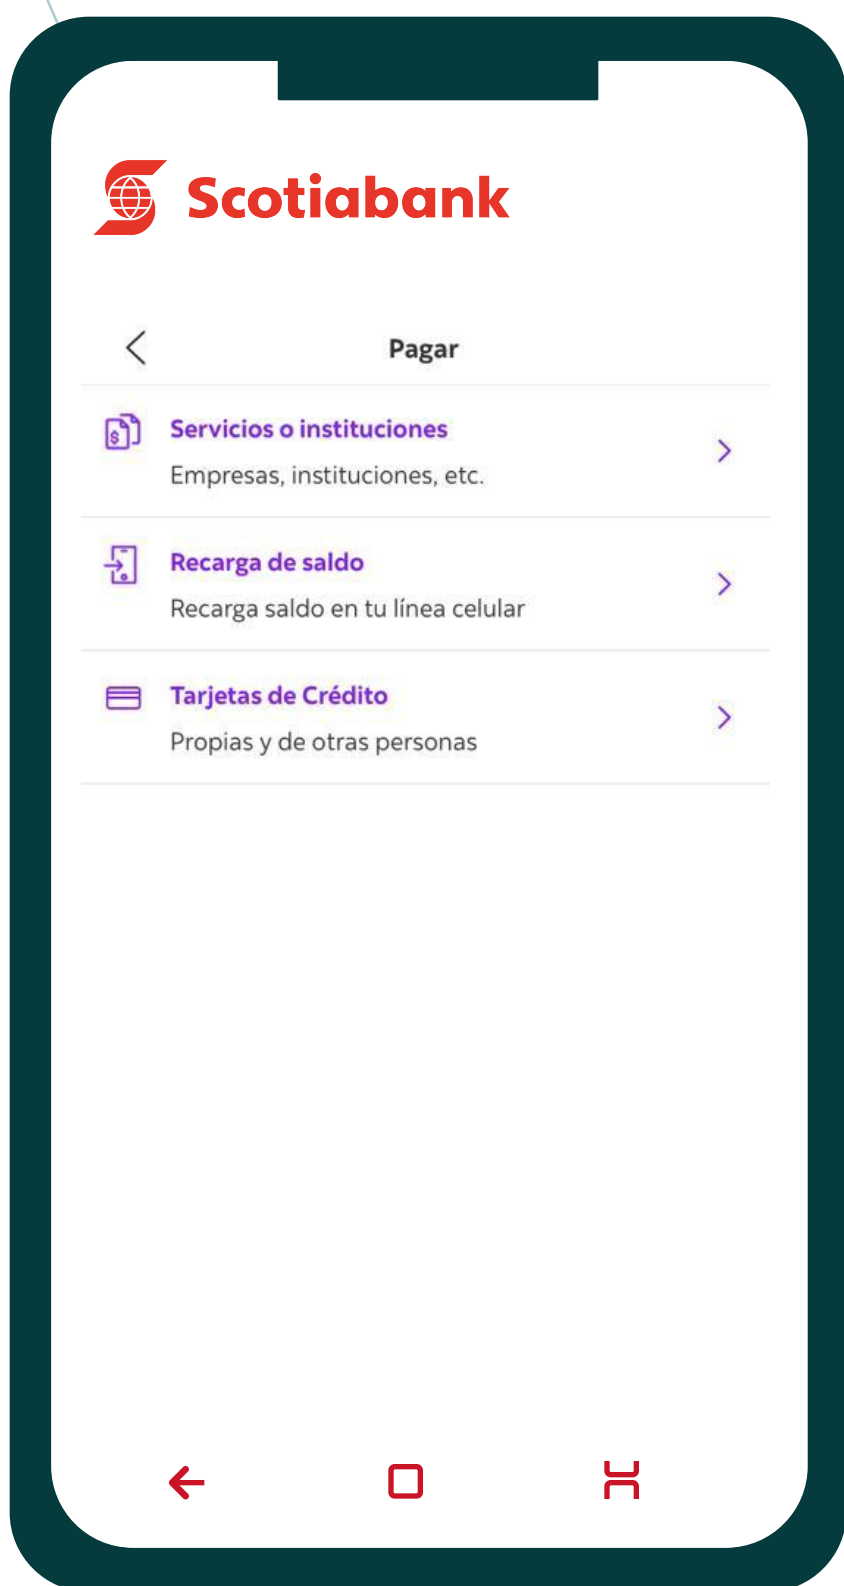 Scotiabank
Pagar
Servicios o instituciones
Empresas, instituciones, etc.
Recarga de saldo
Recarga saldo en tu línea celular
Tarjetas de Crédito
Propias y de otras personas